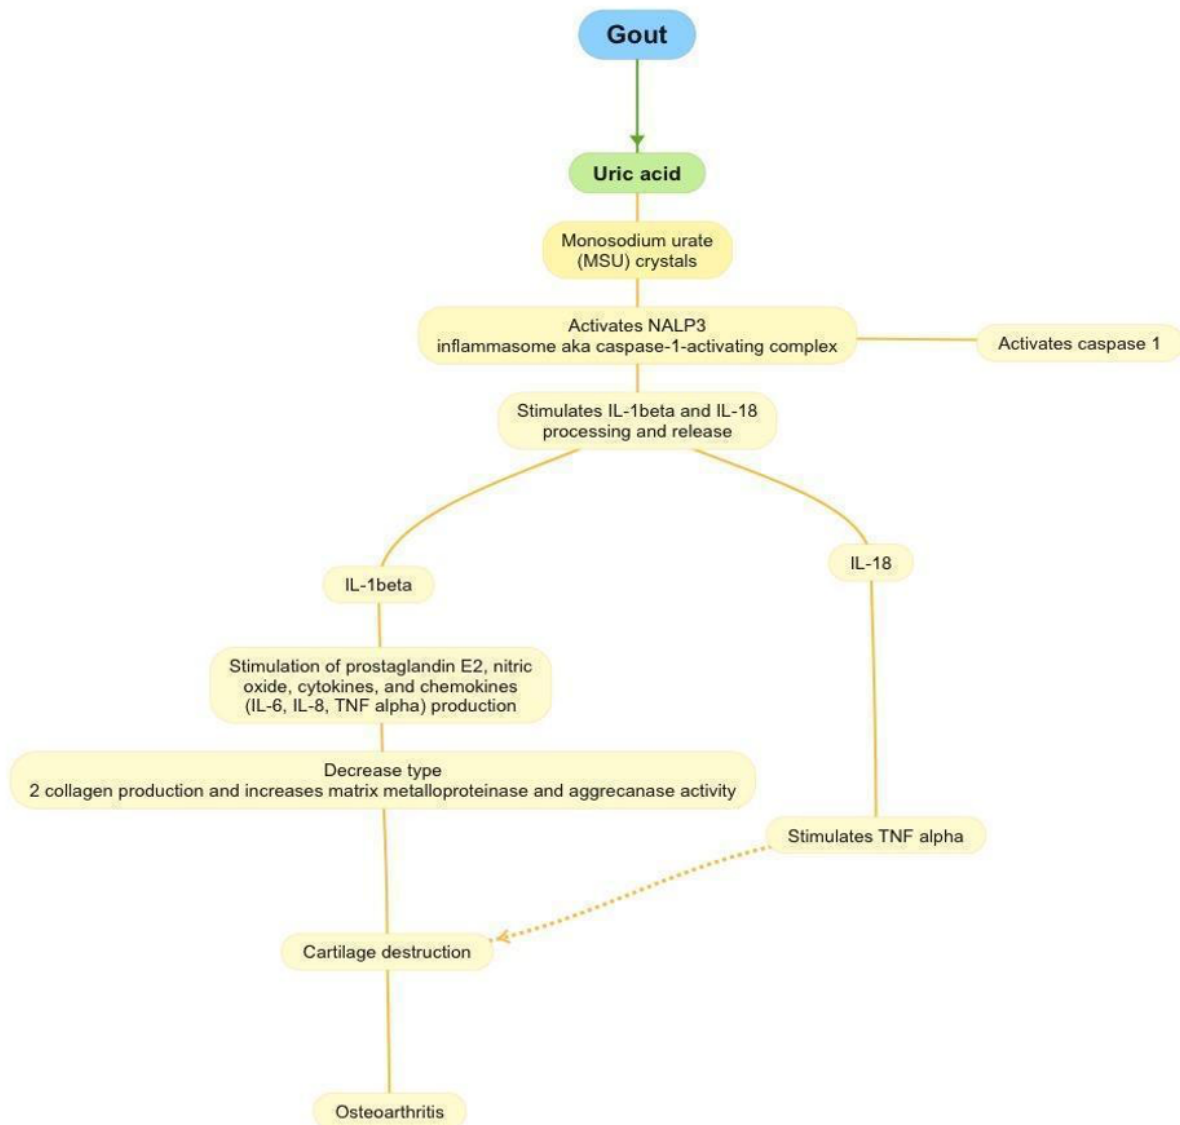 Gout
Uric acid
Monosodium urate
(MSU) crystals
Activates NALP3
inflammasome aka caspase-1-activating complex
Activates caspase 1
Stimulates IL-1beta and IL-18
processing and release
IL-18
IL-1beta
Stimulation of prostaglandin E2, nitric
oxide, cytokines, and chemokines
(IL-6, IL-8, TNF alpha) production
Decrease type
2 collagen production and increases matrix metalloproteinase and aggrecanase activity
Stimulates TNF alpha
Cartilage destruction
Osteoarthritis